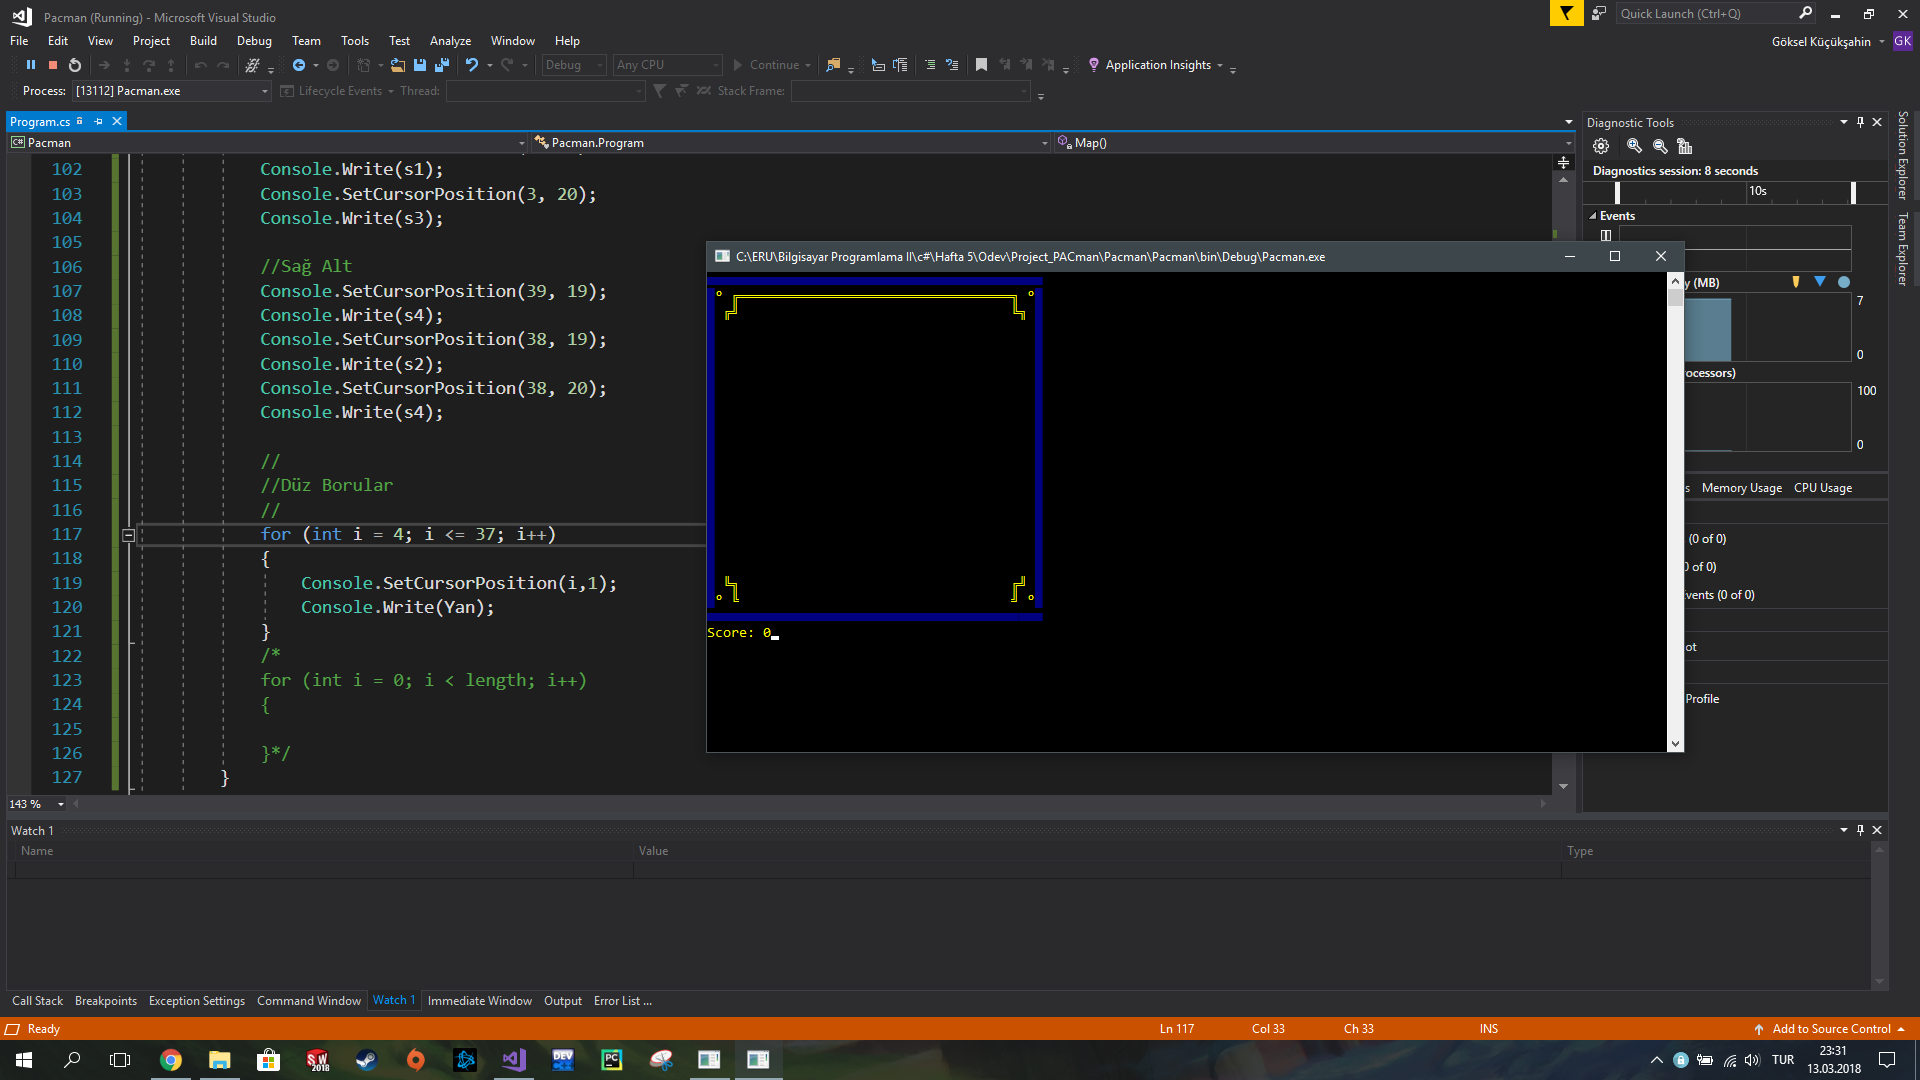 Pacman (Running) - Microsoft Visual Studio
Quick Launch (Ctrl+Q)
File Edit View Project Build Debug Team Tools Test Analyze Window Help
Göksel Küçükşahin GK
Debug Any CPU Continue Application Insights
Process: [13112] Pacman.exe Lifecycle Events Thread: Stack Frame:
Program.cs
Diagnostic Tools
C# Pacman Pacman.Program Map()
102 Console.Write(s1);
103 Console.SetCursorPosition(3, 20);
104 Console.Write(s3);
105
106 //Sağ Alt
107 Console.SetCursorPosition(39, 19);
108 Console.Write(s4);
109 Console.SetCursorPosition(38, 19);
110 Console.Write(s2);
111 Console.SetCursorPosition(38, 20);
112 Console.Write(s4);
113
114 //
115 //Düz Borular
116 //
117 for (int i = 4; i <= 37; i++)
118 {
119 Console.SetCursorPosition(i,1);
120 Console.Write(Yan);
121 }
122 /*
123 for (int i = 0; i < length; i++)
124 {
125
126 }*/
127 }
143 %
C:\ERU\Bilgisayar Programlama II\c#\Hafta 5\Odev\Project_PACman\Pacman\Pacman\bin\Debug\Pacman.exe
Score: 0
Diagnostics session: 8 seconds
10s
Events
y (MB)
7
0
rocessors)
100
0
s Memory Usage CPU Usage
(0 of 0)
0 of 0)
vents (0 of 0)
ot
Profile
Solution Explorer
Team Explorer
Watch 1
Name Value Type
Call Stack Breakpoints Exception Settings Command Window Watch 1 Immediate Window Output Error List ...
Ready Ln 117 Col 33 Ch 33 INS Add to Source Control
SW 2018 DEV PC TUR 23:31
13.03.2018